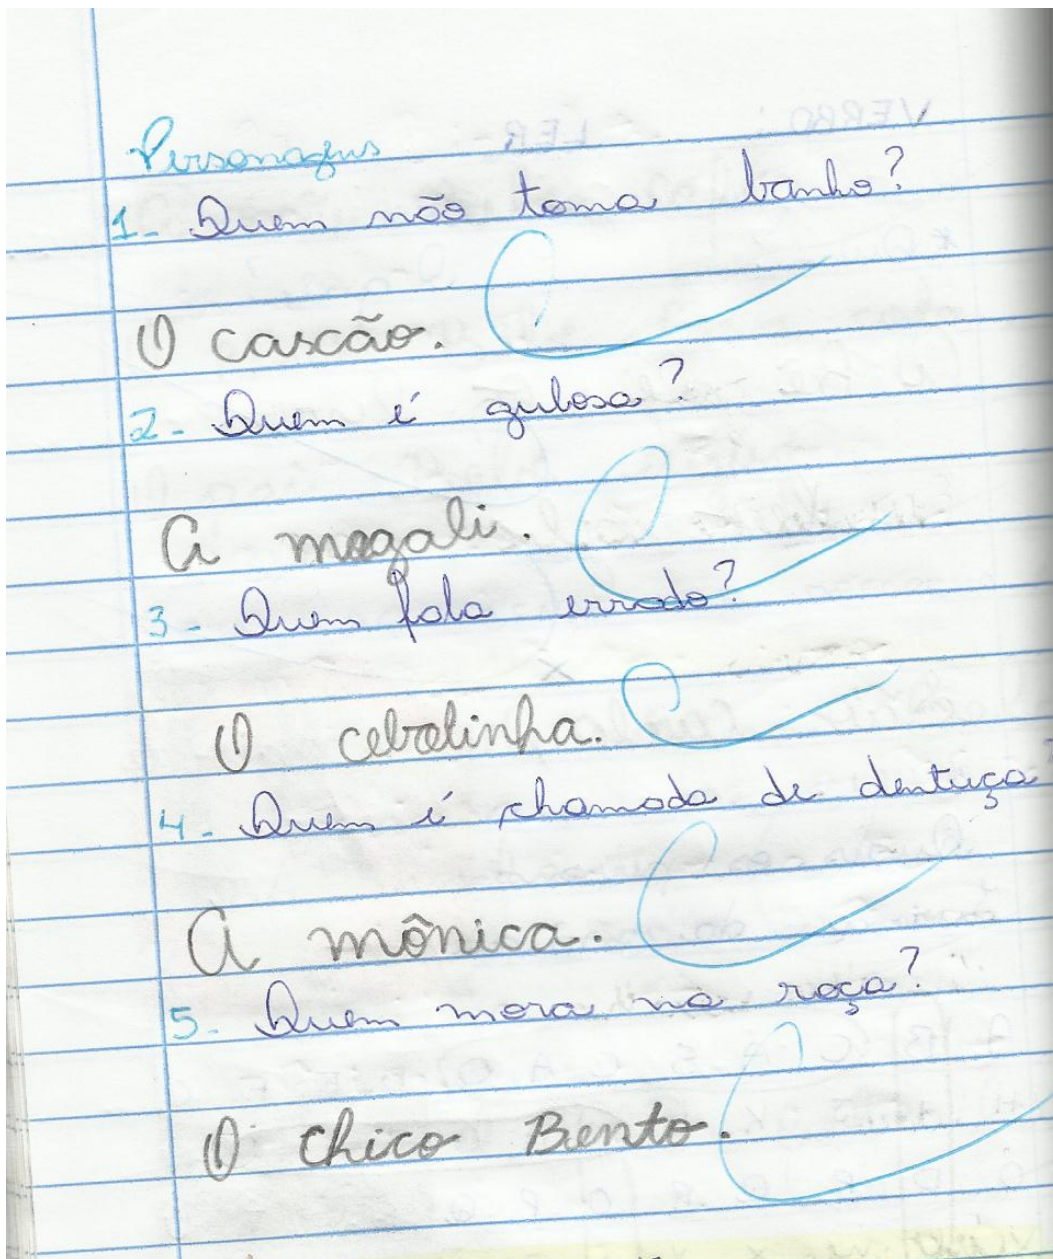 Personagens
1- Quem não toma banho?
O cascão.
2- Quem é gulosa?
A magali.
3- Quem fala errado?
O cebolinha.
4- Quem é chamada de dentuça?
A mônica.
5- Quem mora na roça?
O Chico Bento.